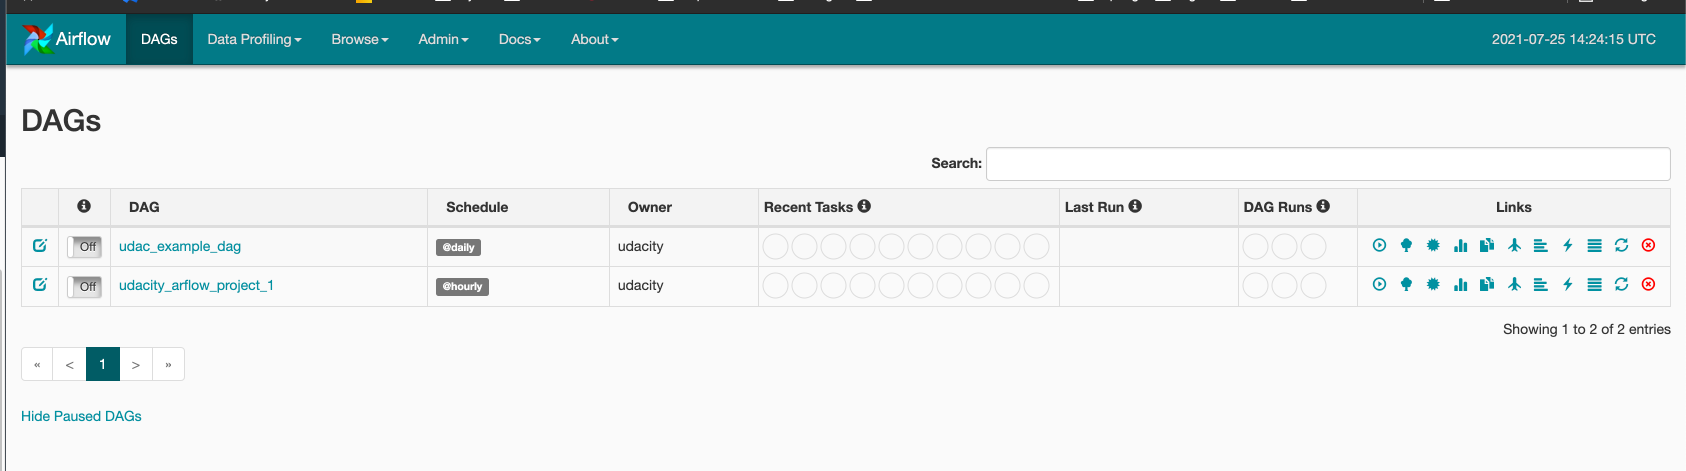 Airflow DAGs Data Profiling Browse Admin Docs About 2021-07-25 14:24:15 UTC
DAGs
Search:
DAG Schedule Owner Recent Tasks Last Run DAG Runs Links
Off udac_example_dag @daily udacity
Off udacity_arflow_project_1 @hourly udacity
Showing 1 to 2 of 2 entries
« < 1 > »
Hide Paused DAGs